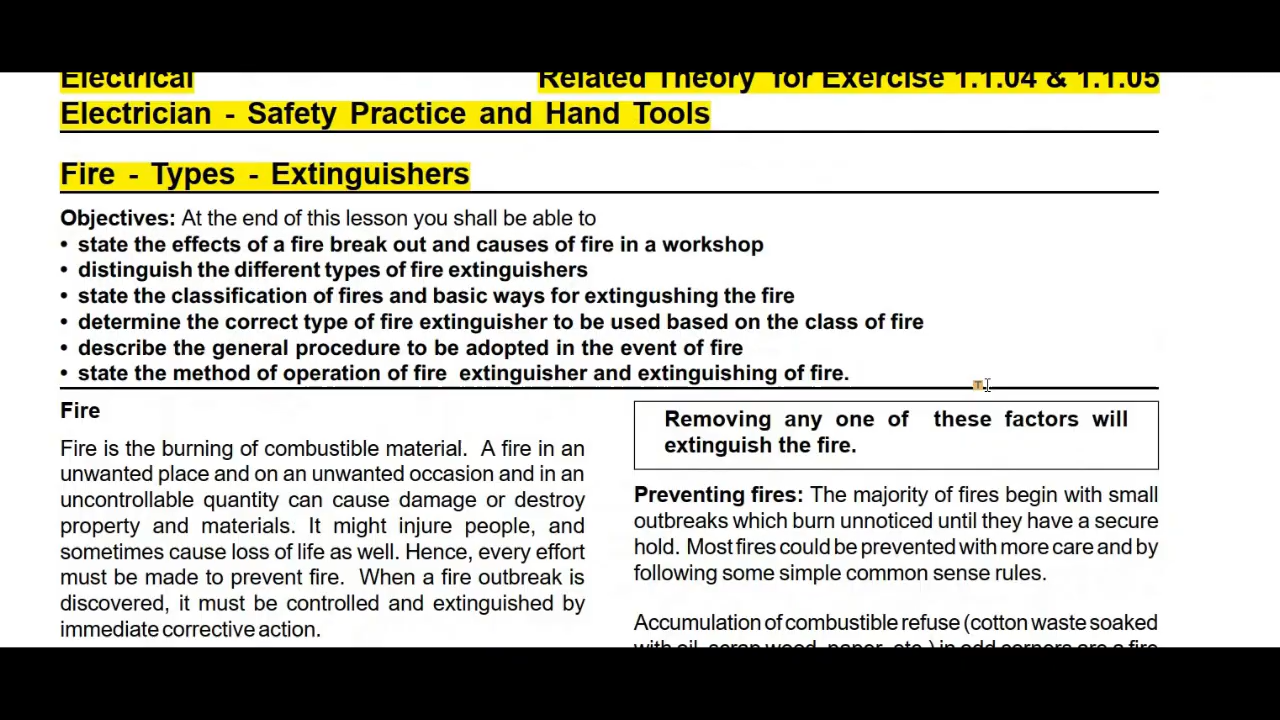 Electrical Related Theory for Exercise 1.1.04 & 1.1.05
Electrician - Safety Practice and Hand Tools
Fire - Types - Extinguishers
Objectives: At the end of this lesson you shall be able to
• state the effects of a fire break out and causes of fire in a workshop
• distinguish the different types of fire extinguishers
• state the classification of fires and basic ways for extingushing the fire
• determine the correct type of fire extinguisher to be used based on the class of fire
• describe the general procedure to be adopted in the event of fire
• state the method of operation of fire extinguisher and extinguishing of fire.
Fire
Fire is the burning of combustible material. A fire in an
unwanted place and on an unwanted occasion and in an
uncontrollable quantity can cause damage or destroy
property and materials. It might injure people, and
sometimes cause loss of life as well. Hence, every effort
must be made to prevent fire. When a fire outbreak is
discovered, it must be controlled and extinguished by
immediate corrective action.
Removing any one of these factors will
extinguish the fire.
Preventing fires: The majority of fires begin with small
outbreaks which burn unnoticed until they have a secure
hold. Most fires could be prevented with more care and by
following some simple common sense rules.
Accumulation of combustible refuse (cotton waste soaked
with oil, scrap wood, paper, etc.) in odd corners are a fire